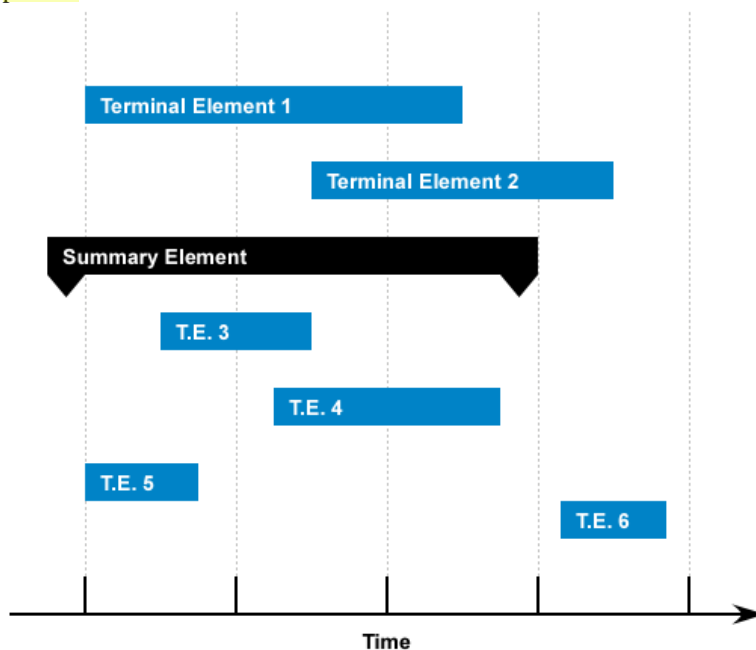 Terminal Element 1
Terminal Element 2
Summary Element
T.E. 3
T.E. 4
T.E. 5
T.E. 6
Time